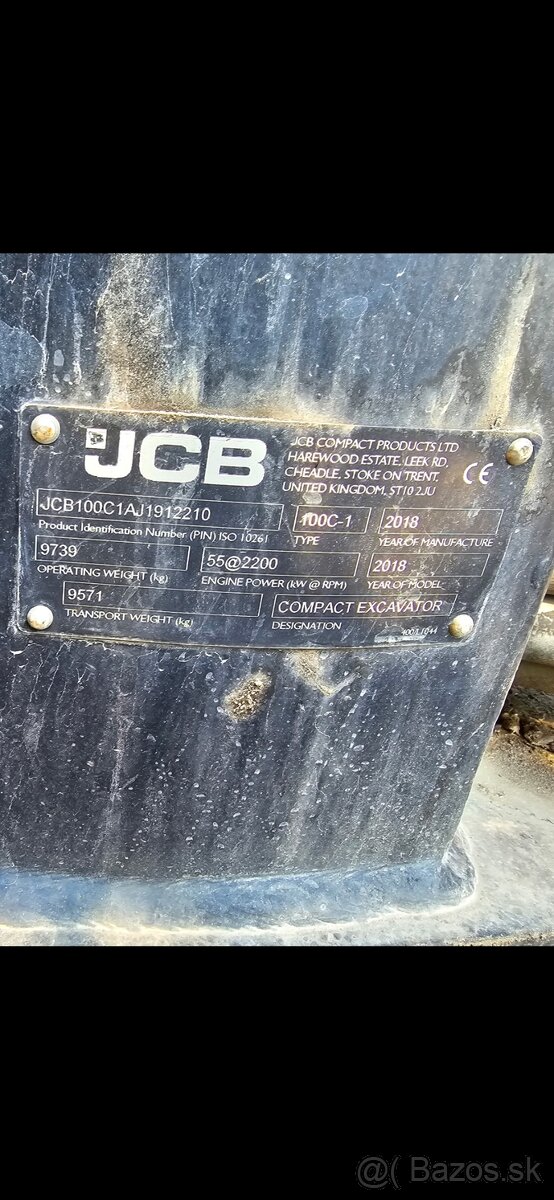 JCB
JCB COMPACT PRODUCTS LTD
HAREWOOD ESTATE, LEEK RD,
CHEADLE, STOKE ON TRENT,
UNITED KINGDOM, ST10 2JU
CE
JCB100C1AJ1912210
Product Identification Number (PIN) ISO 10261
100C-1
TYPE
2018
YEAR OF MANUFACTURE
9739
OPERATING WEIGHT (kg)
55@2200
ENGINE POWER (kW @ RPM)
2018
YEAR OF MODEL
9571
TRANSPORT WEIGHT (kg)
COMPACT EXCAVATOR
DESIGNATION
@( Bazos.sk